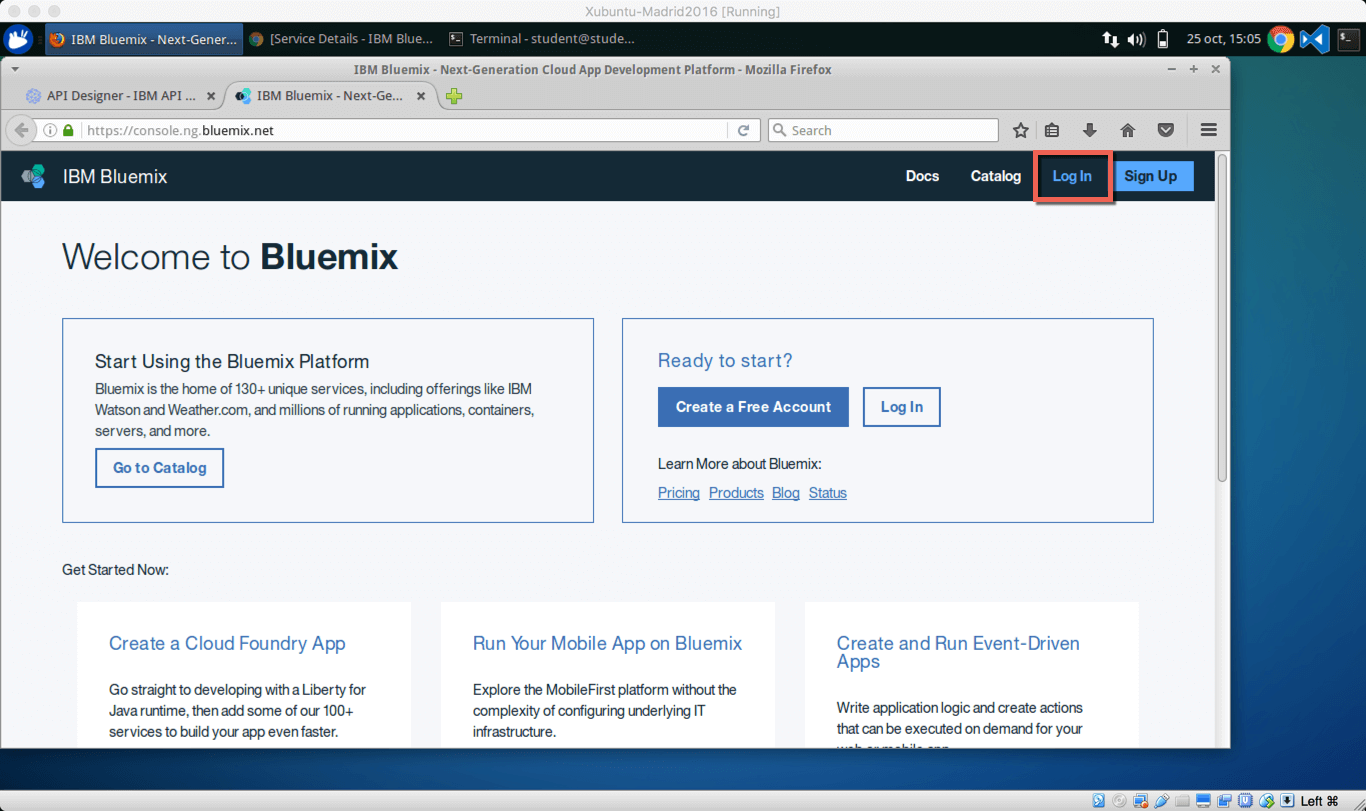 Xubuntu-Madrid2016 [Running]
IBM Bluemix - Next-Gener...
[Service Details - IBM Blue...
Terminal - student@stude...
25 oct, 15:05
IBM Bluemix - Next-Generation Cloud App Development Platform - Mozilla Firefox
API Designer - IBM API ...
IBM Bluemix - Next-Ge...
https://console.ng.bluemix.net
Search
IBM Bluemix
Docs
Catalog
Log In
Sign Up
Welcome to Bluemix
Start Using the Bluemix Platform
Bluemix is the home of 130+ unique services, including offerings like IBM
Watson and Weather.com, and millions of running applications, containers,
servers, and more.
Go to Catalog
Ready to start?
Create a Free Account
Log In
Learn More about Bluemix:
Pricing Products Blog Status
Get Started Now:
Create a Cloud Foundry App
Go straight to developing with a Liberty for
Java runtime, then add some of our 100+
services to build your app even faster.
Run Your Mobile App on Bluemix
Explore the MobileFirst platform without the
complexity of configuring underlying IT
infrastructure.
Create and Run Event-Driven
Apps
Write application logic and create actions
that can be executed on demand for your
web or mobile app.
Left ⌘